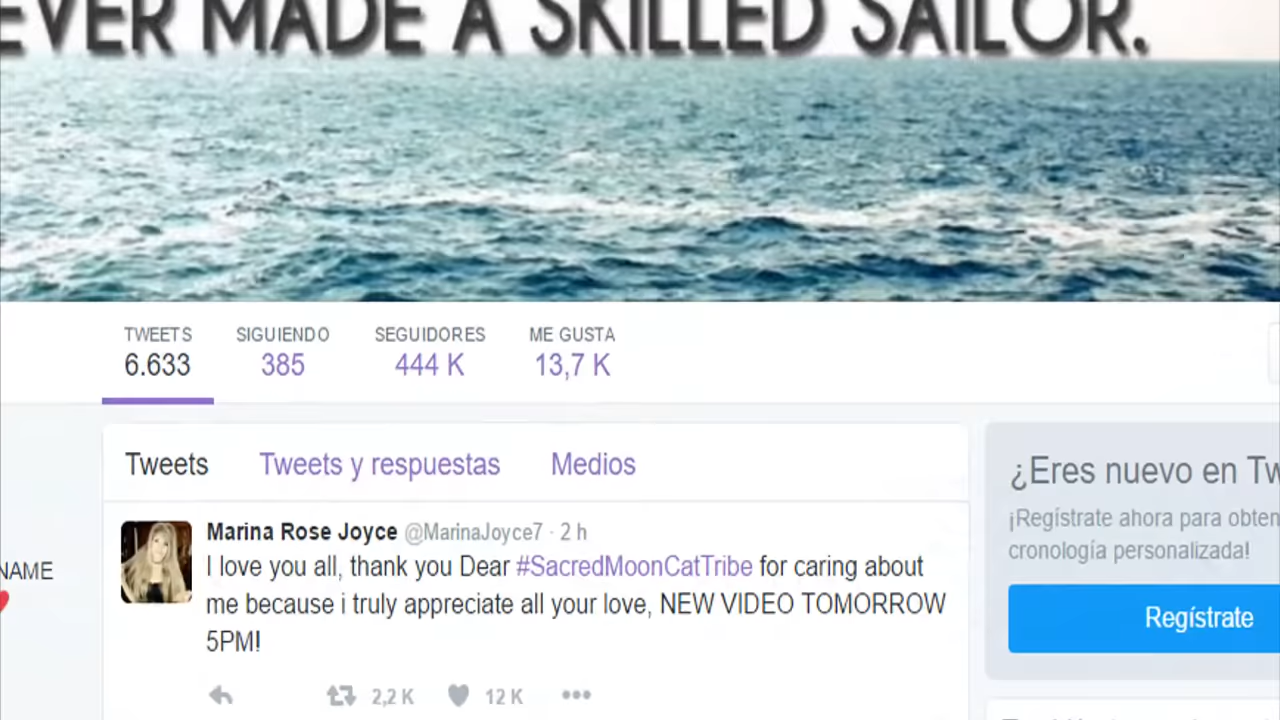 EVER MADE A SKILLED SAILOR.
TWEETS SIGUIENDO SEGUIDORES ME GUSTA
6.633 385 444 K 13,7 K
Tweets Tweets y respuestas Medios
Marina Rose Joyce @MarinaJoyce7 · 2 h
I love you all, thank you Dear #SacredMoonCatTribe for caring about
me because i truly appreciate all your love, NEW VIDEO TOMORROW
5PM!
2,2 K 12 K
NAME
¿Eres nuevo en Tw
¡Regístrate ahora para obten
cronología personalizada!
Regístrate